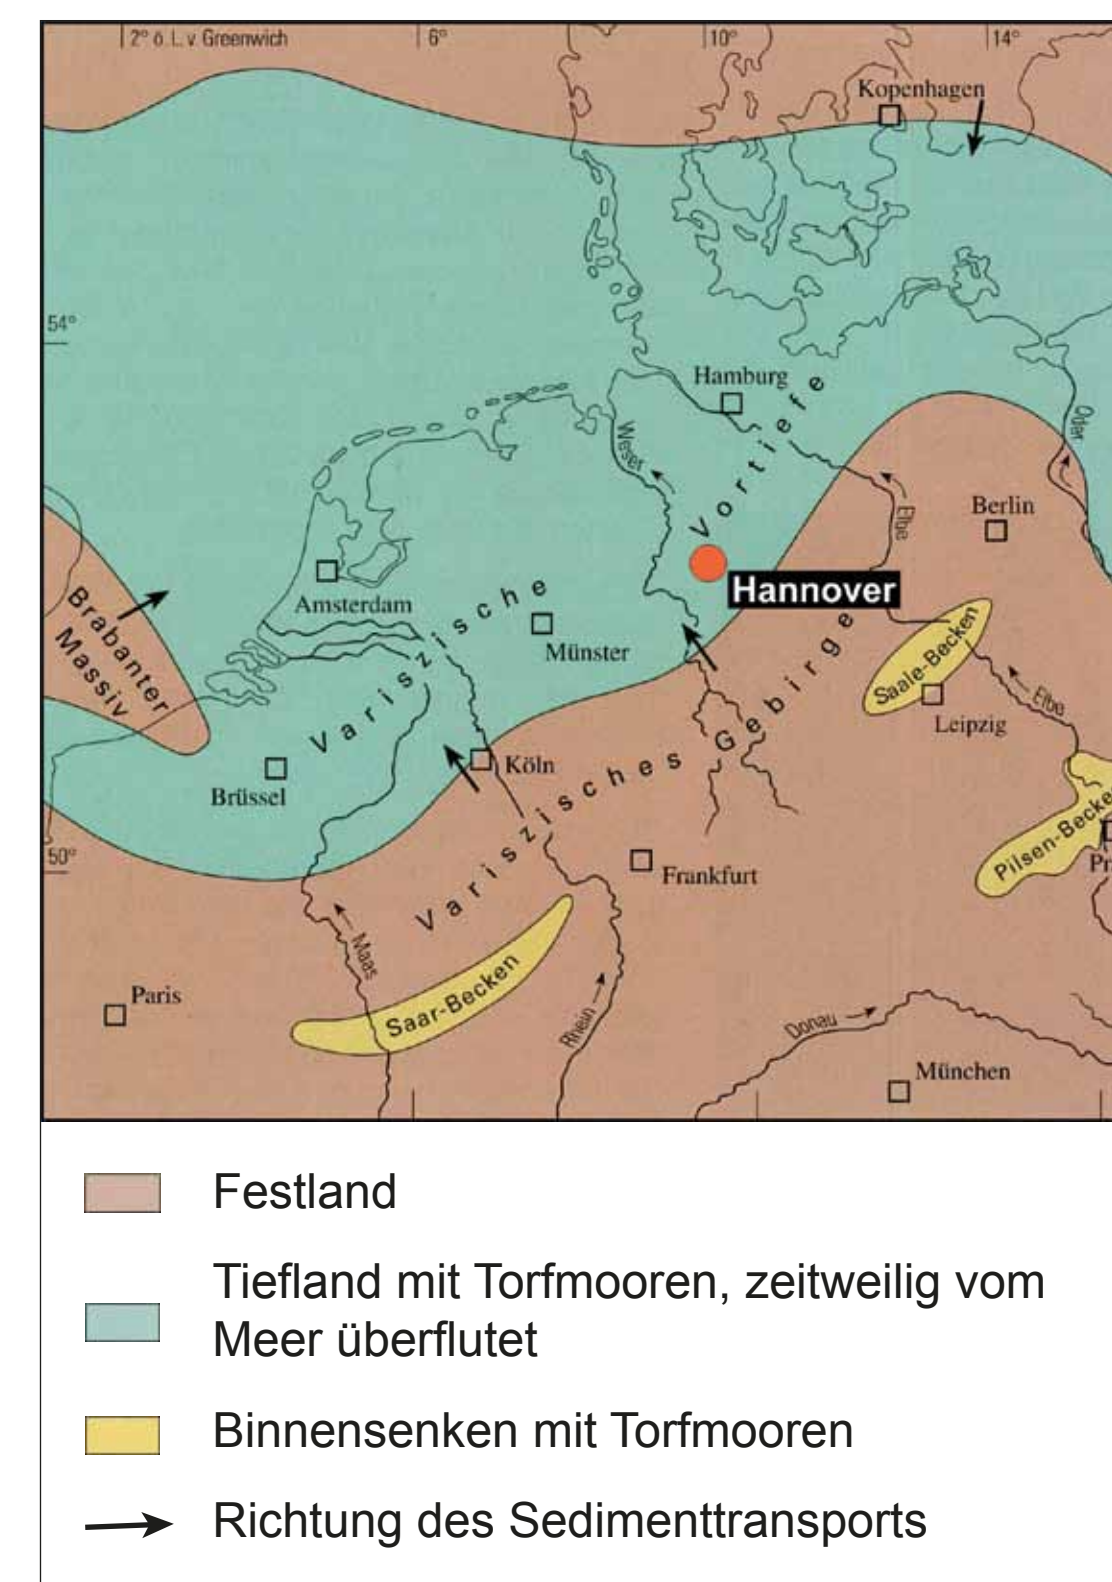 2° ö. L. v. Greenwich
6°
10°
14°
Kopenhagen
54°
Hamburg
Weser
Oder
Elbe
Berlin
Hannover
Amsterdam
Münster
Variszische Vortiefe
Brabanter
Massiv
Saale-Becken
Leipzig
Elbe
Brüssel
Köln
Variszisches Gebirge
Pilsen-Becke
Pr
50°
Frankfurt
Maas
Saar-Becken
Paris
Rhein
Donau
München
Festland
Tiefland mit Torfmooren, zeitweilig vom
Meer überflutet
Binnensenken mit Torfmooren
Richtung des Sedimenttransports